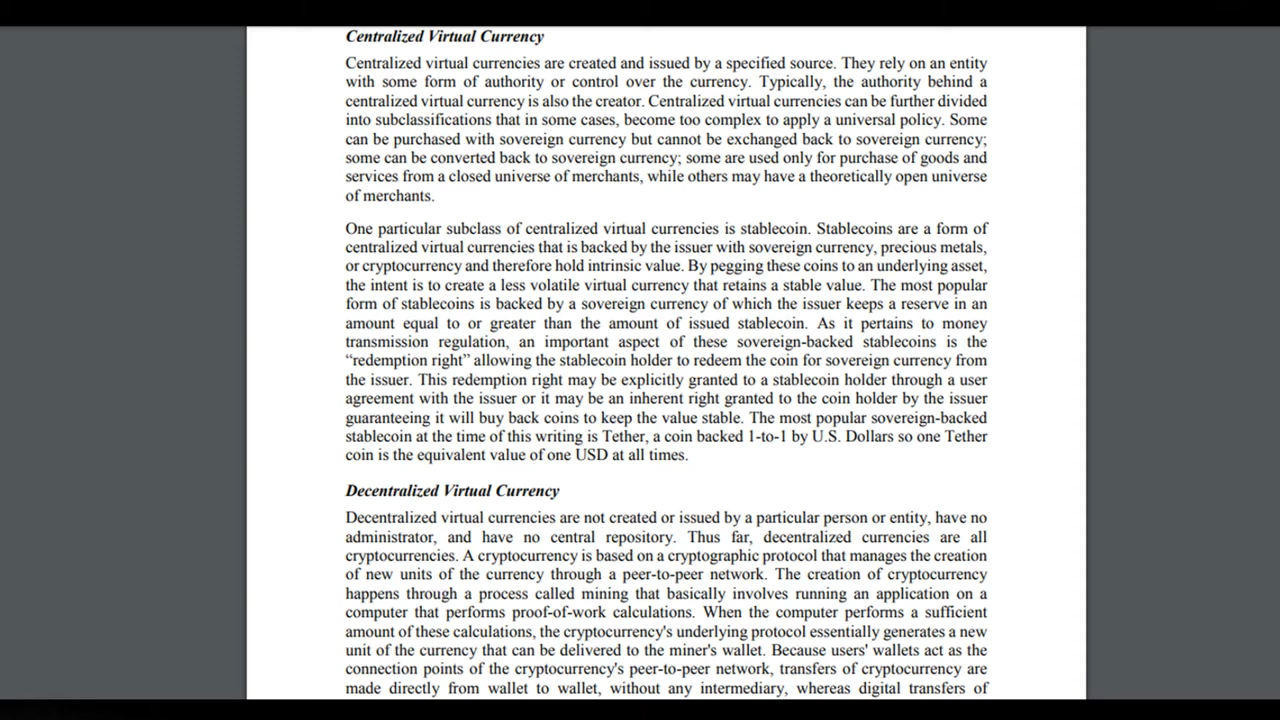 Centralized Virtual Currency
Centralized virtual currencies are created and issued by a specified source. They rely on an entity
with some form of authority or control over the currency. Typically, the authority behind a
centralized virtual currency is also the creator. Centralized virtual currencies can be further divided
into subclassifications that in some cases, become too complex to apply a universal policy. Some
can be purchased with sovereign currency but cannot be exchanged back to sovereign currency;
some can be converted back to sovereign currency; some are used only for purchase of goods and
services from a closed universe of merchants, while others may have a theoretically open universe
of merchants.
One particular subclass of centralized virtual currencies is stablecoin. Stablecoins are a form of
centralized virtual currencies that is backed by the issuer with sovereign currency, precious metals,
or cryptocurrency and therefore hold intrinsic value. By pegging these coins to an underlying asset,
the intent is to create a less volatile virtual currency that retains a stable value. The most popular
form of stablecoins is backed by a sovereign currency of which the issuer keeps a reserve in an
amount equal to or greater than the amount of issued stablecoin. As it pertains to money
transmission regulation, an important aspect of these sovereign-backed stablecoins is the
“redemption right” allowing the stablecoin holder to redeem the coin for sovereign currency from
the issuer. This redemption right may be explicitly granted to a stablecoin holder through a user
agreement with the issuer or it may be an inherent right granted to the coin holder by the issuer
guaranteeing it will buy back coins to keep the value stable. The most popular sovereign-backed
stablecoin at the time of this writing is Tether, a coin backed 1-to-1 by U.S. Dollars so one Tether
coin is the equivalent value of one USD at all times.
Decentralized Virtual Currency
Decentralized virtual currencies are not created or issued by a particular person or entity, have no
administrator, and have no central repository. Thus far, decentralized currencies are all
cryptocurrencies. A cryptocurrency is based on a cryptographic protocol that manages the creation
of new units of the currency through a peer-to-peer network. The creation of cryptocurrency
happens through a process called mining that basically involves running an application on a
computer that performs proof-of-work calculations. When the computer performs a sufficient
amount of these calculations, the cryptocurrency's underlying protocol essentially generates a new
unit of the currency that can be delivered to the miner's wallet. Because users' wallets act as the
connection points of the cryptocurrency's peer-to-peer network, transfers of cryptocurrency are
made directly from wallet to wallet, without any intermediary, whereas digital transfers of